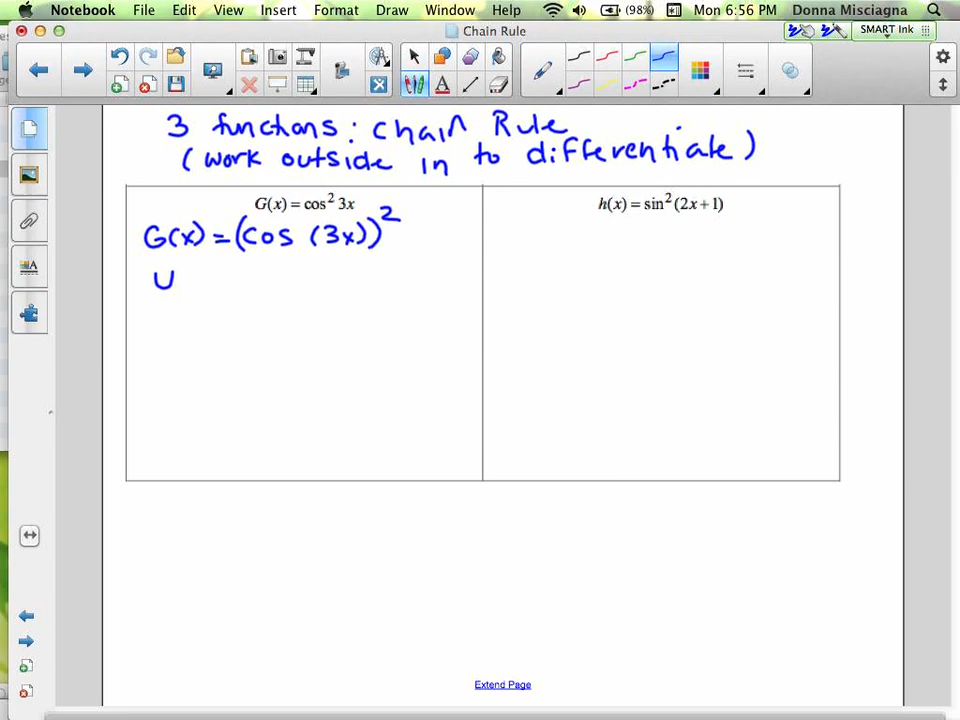 Notebook File Edit View Insert Format Draw Window Help (98%) Mon 6:56 PM Donna Misciagna
Chain Rule
SMART Ink
3 functions: Chain Rule
(work outside in to differentiate)
G(x) = cos² 3x
h(x) = sin² (2x + 1)
G(x) = (cos (3x))²
U
Extend Page